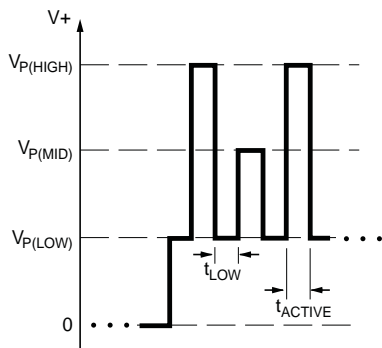 V+
VP(HIGH)
VP(MID)
VP(LOW)
tLOW
tACTIVE
0